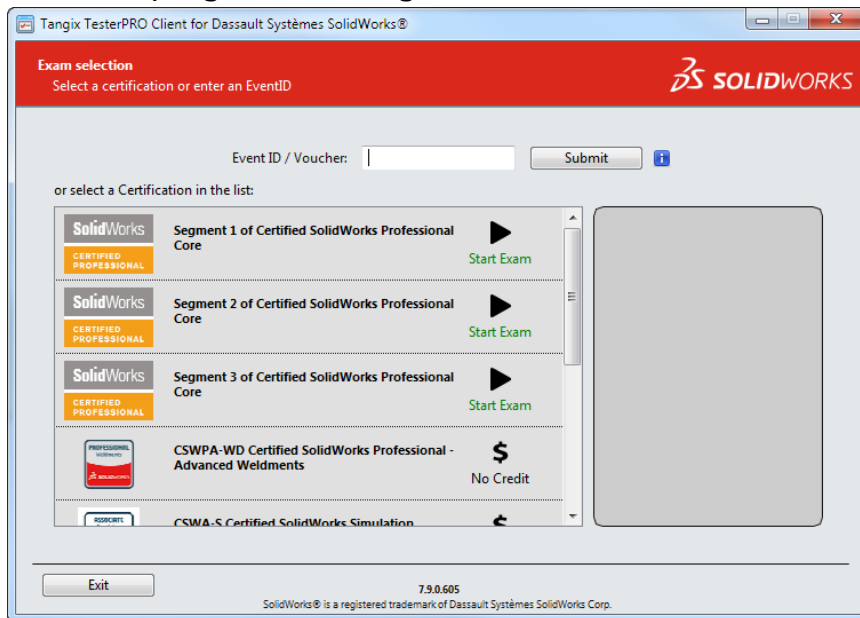 Tangix TesterPRO Client for Dassault Systèmes SolidWorks®
Exam selection
Select a certification or enter an EventID
SOLIDWORKS
Event ID / Voucher:
Submit
or select a Certification in the list:
SolidWorks
CERTIFIED
PROFESSIONAL
Segment 1 of Certified SolidWorks Professional
Core
Start Exam
SolidWorks
CERTIFIED
PROFESSIONAL
Segment 2 of Certified SolidWorks Professional
Core
Start Exam
SolidWorks
CERTIFIED
PROFESSIONAL
Segment 3 of Certified SolidWorks Professional
Core
Start Exam
PROFESSIONAL
Weldments
SOLIDWORKS
CSWPA-WD Certified SolidWorks Professional -
Advanced Weldments
$
No Credit
ASSOCIATE
CSWA-S Certified SolidWorks Simulation
$
Exit
7.9.0.605
SolidWorks® is a registered trademark of Dassault Systèmes SolidWorks Corp.